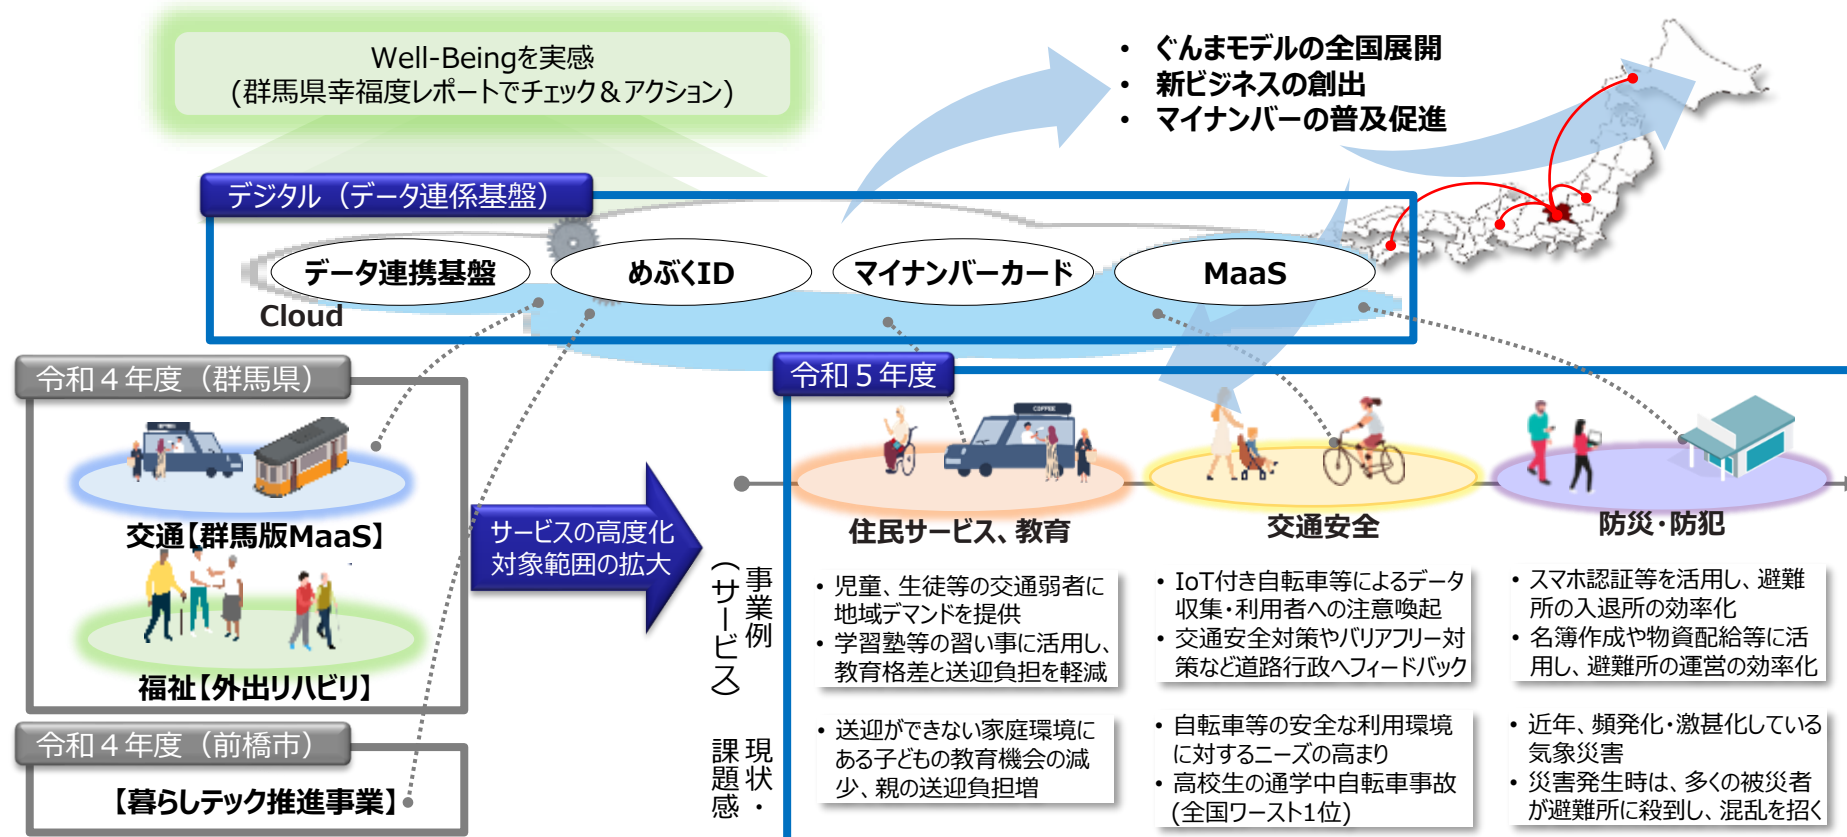 Well-Beingを実感
(群馬県幸福度レポートでチェック＆アクション)
• ぐんまモデルの全国展開
• 新ビジネスの創出
• マイナンバーの普及促進
デジタル（データ連係基盤）
データ連携基盤
めぶくID
マイナンバーカード
MaaS
Cloud
令和４年度（群馬県）
交通【群馬版MaaS】
福祉【外出リハビリ】
令和４年度（前橋市）
【暮らしテック推進事業】
サービスの高度化
対象範囲の拡大
令和５年度
COFFEE
住民サービス、教育
交通安全
防災・防犯
事業例
（サービス）
• 児童、生徒等の交通弱者に
地域デマンドを提供
• 学習塾等の習い事に活用し、
教育格差と送迎負担を軽減
• IoT付き自転車等によるデータ
収集・利用者への注意喚起
• 交通安全対策やバリアフリー対
策など道路行政へフィードバック
• スマホ認証等を活用し、避難
所の入退所の効率化
• 名簿作成や物資配給等に活
用し、避難所の運営の効率化
現状・
課題感
• 送迎ができない家庭環境に
ある子どもの教育機会の減
少、親の送迎負担増
• 自転車等の安全な利用環境
に対するニーズの高まり
• 高校生の通学中自転車事故
(全国ワースト1位)
• 近年、頻発化・激甚化している
気象災害
• 災害発生時は、多くの被災者
が避難所に殺到し、混乱を招く